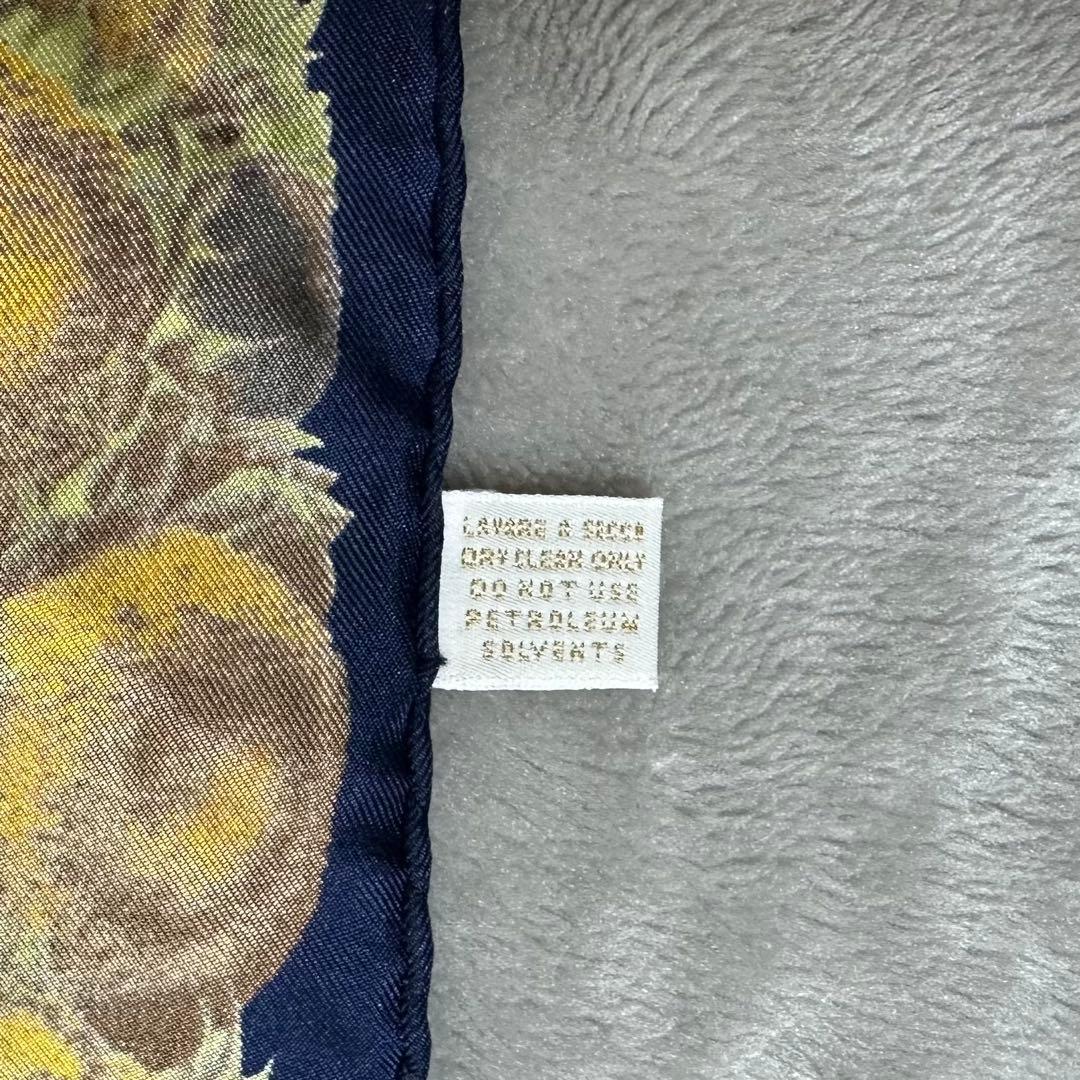 LAVARE A SECCO
DRY CLEAN ONLY
DO NOT USE
PETROLEUM
SOLVENTS